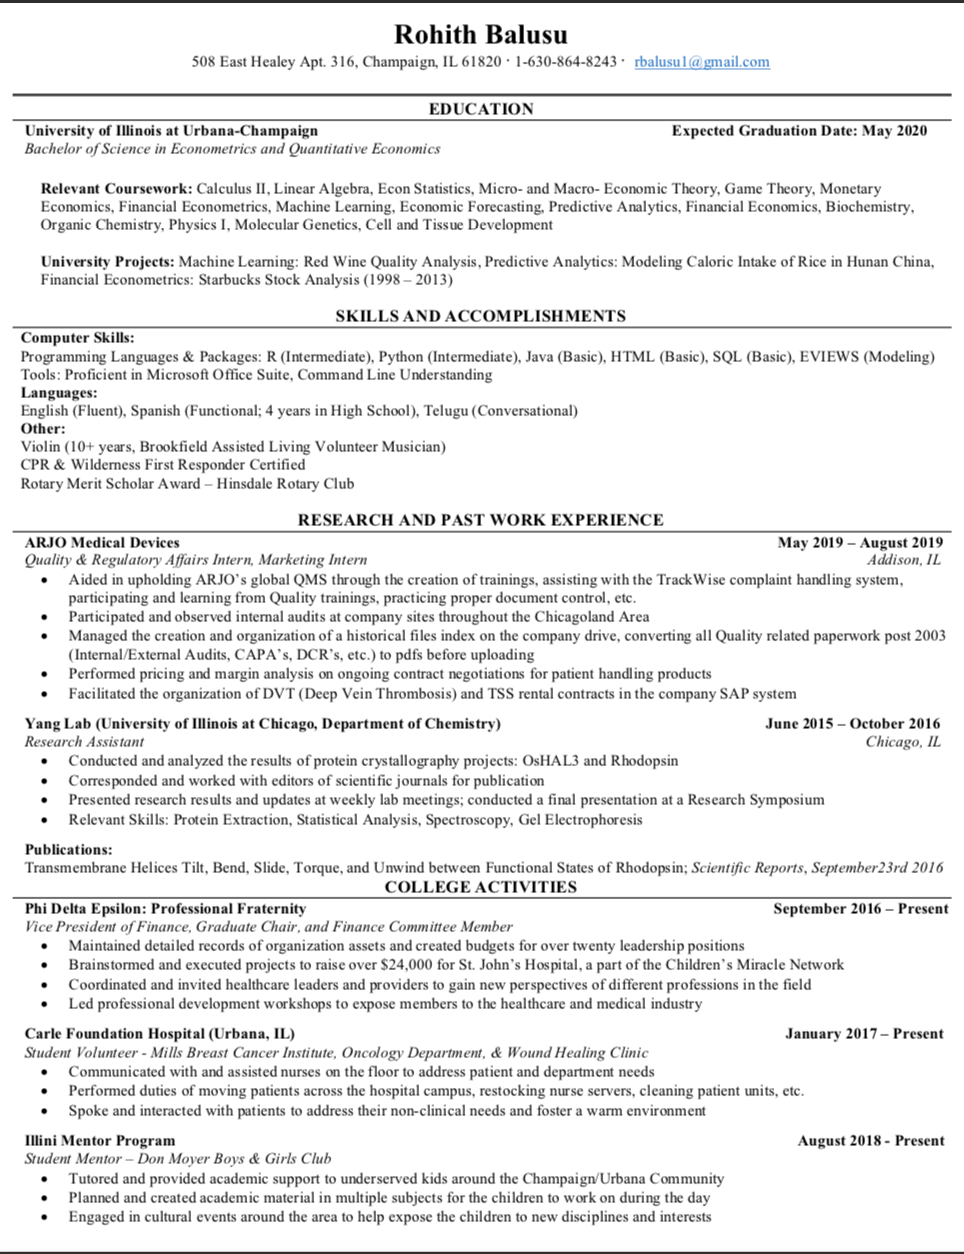 Rohith Balusu
508 East Healey Apt. 316, Champaign, IL 61820 · 1-630-864-8243 · rbalusu1@gmail.com
EDUCATION
University of Illinois at Urbana-Champaign Expected Graduation Date: May 2020
Bachelor of Science in Econometrics and Quantitative Economics
Relevant Coursework: Calculus II, Linear Algebra, Econ Statistics, Micro- and Macro- Economic Theory, Game Theory, Monetary
Economics, Financial Econometrics, Machine Learning, Economic Forecasting, Predictive Analytics, Financial Economics, Biochemistry,
Organic Chemistry, Physics I, Molecular Genetics, Cell and Tissue Development
University Projects: Machine Learning: Red Wine Quality Analysis, Predictive Analytics: Modeling Caloric Intake of Rice in Hunan China,
Financial Econometrics: Starbucks Stock Analysis (1998 – 2013)
SKILLS AND ACCOMPLISHMENTS
Computer Skills:
Programming Languages & Packages: R (Intermediate), Python (Intermediate), Java (Basic), HTML (Basic), SQL (Basic), EVIEWS (Modeling)
Tools: Proficient in Microsoft Office Suite, Command Line Understanding
Languages:
English (Fluent), Spanish (Functional; 4 years in High School), Telugu (Conversational)
Other:
Violin (10+ years, Brookfield Assisted Living Volunteer Musician)
CPR & Wilderness First Responder Certified
Rotary Merit Scholar Award – Hinsdale Rotary Club
RESEARCH AND PAST WORK EXPERIENCE
ARJO Medical Devices May 2019 – August 2019
Quality & Regulatory Affairs Intern, Marketing Intern Addison, IL
• Aided in upholding ARJO's global QMS through the creation of trainings, assisting with the TrackWise complaint handling system,
participating and learning from Quality trainings, practicing proper document control, etc.
• Participated and observed internal audits at company sites throughout the Chicagoland Area
• Managed the creation and organization of a historical files index on the company drive, converting all Quality related paperwork post 2003
(Internal/External Audits, CAPA's, DCR's, etc.) to pdfs before uploading
• Performed pricing and margin analysis on ongoing contract negotiations for patient handling products
• Facilitated the organization of DVT (Deep Vein Thrombosis) and TSS rental contracts in the company SAP system
Yang Lab (University of Illinois at Chicago, Department of Chemistry) June 2015 – October 2016
Research Assistant Chicago, IL
• Conducted and analyzed the results of protein crystallography projects: OsHAL3 and Rhodopsin
• Corresponded and worked with editors of scientific journals for publication
• Presented research results and updates at weekly lab meetings; conducted a final presentation at a Research Symposium
• Relevant Skills: Protein Extraction, Statistical Analysis, Spectroscopy, Gel Electrophoresis
Publications:
Transmembrane Helices Tilt, Bend, Slide, Torque, and Unwind between Functional States of Rhodopsin; Scientific Reports, September23rd 2016
COLLEGE ACTIVITIES
Phi Delta Epsilon: Professional Fraternity September 2016 – Present
Vice President of Finance, Graduate Chair, and Finance Committee Member
• Maintained detailed records of organization assets and created budgets for over twenty leadership positions
• Brainstormed and executed projects to raise over $24,000 for St. John's Hospital, a part of the Children's Miracle Network
• Coordinated and invited healthcare leaders and providers to gain new perspectives of different professions in the field
• Led professional development workshops to expose members to the healthcare and medical industry
Carle Foundation Hospital (Urbana, IL) January 2017 – Present
Student Volunteer - Mills Breast Cancer Institute, Oncology Department, & Wound Healing Clinic
• Communicated with and assisted nurses on the floor to address patient and department needs
• Performed duties of moving patients across the hospital campus, restocking nurse servers, cleaning patient units, etc.
• Spoke and interacted with patients to address their non-clinical needs and foster a warm environment
Illini Mentor Program August 2018 - Present
Student Mentor – Don Moyer Boys & Girls Club
• Tutored and provided academic support to underserved kids around the Champaign/Urbana Community
• Planned and created academic material in multiple subjects for the children to work on during the day
• Engaged in cultural events around the area to help expose the children to new disciplines and interests